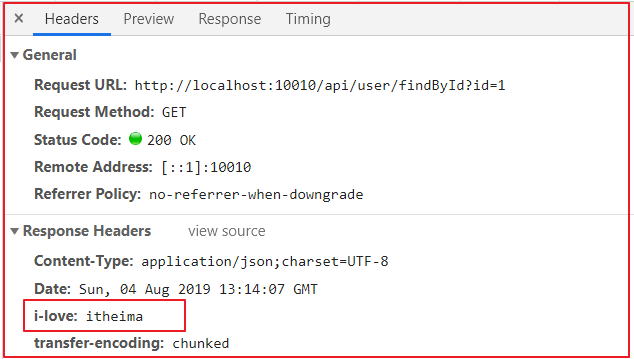 × Headers Preview Response Timing
▼ General
Request URL: http://localhost:10010/api/user/findById?id=1
Request Method: GET
Status Code: 200 OK
Remote Address: [::1]:10010
Referrer Policy: no-referrer-when-downgrade
▼ Response Headers view source
Content-Type: application/json;charset=UTF-8
Date: Sun, 04 Aug 2019 13:14:07 GMT
i-love: itheima
transfer-encoding: chunked